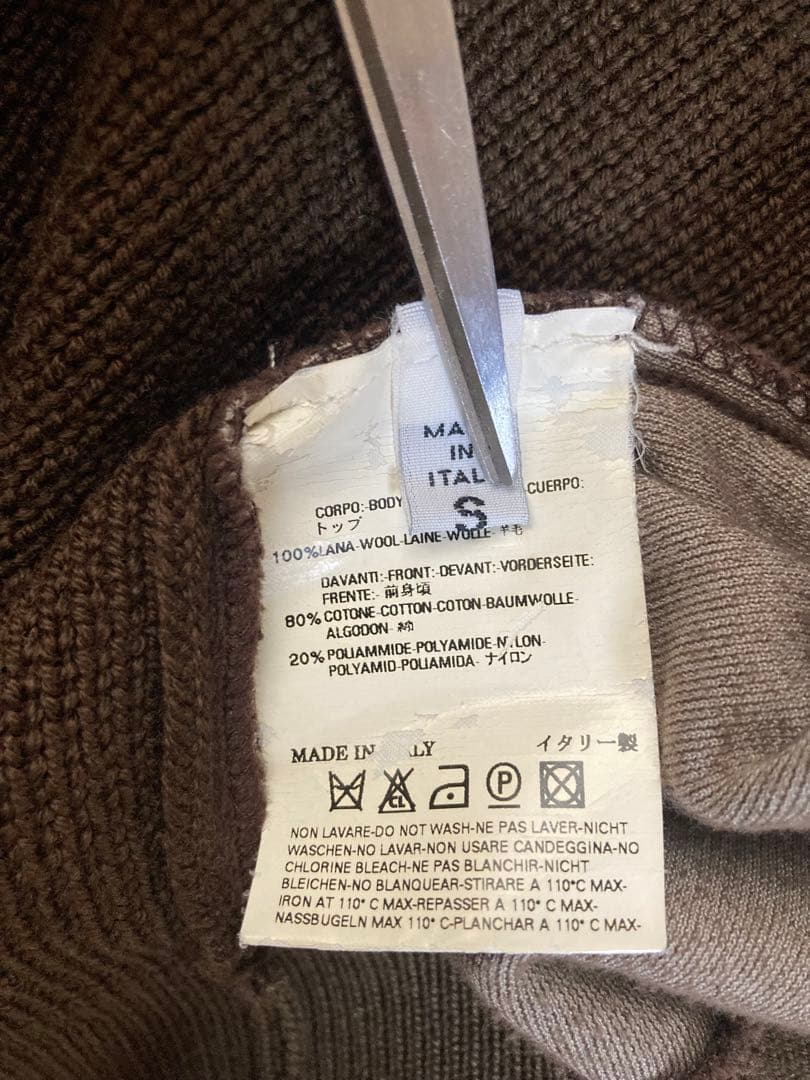 IN
S
CORPO:-BODY CUERPO:
トップ
100%LANA-WOOL-LAINE-WOLLE-羊毛
DAVANTI:-FRONT:-DEVANT:-VORDERSEITE:
FRENTE:- 前身頃
80% COTONE-COTTON-COTON-BAUMWOLLE-
ALGODON- 綿
20% POLIAMMIDE-POLYAMIDE-
POLYAMID-POLIAMIDA- ナイロン
MADE イタリー製
CL P
NON LAVARE-DO NOT WASH-NE PAS LAVER-NICHT
WASCHEN-NO LAVAR-NON USARE CANDEGGINA-NO
CHLORINE BLEACH-NE PAS BLANCHIR-NICHT
BLEICHEN-NO BLANQUEAR-STIRARE A 110°C MAX-
IRON AT 110° C MAX-REPASSER A 110° C MAX-
NASSBUGELN MAX 110° C-PLANCHAR A 110° C MAX-